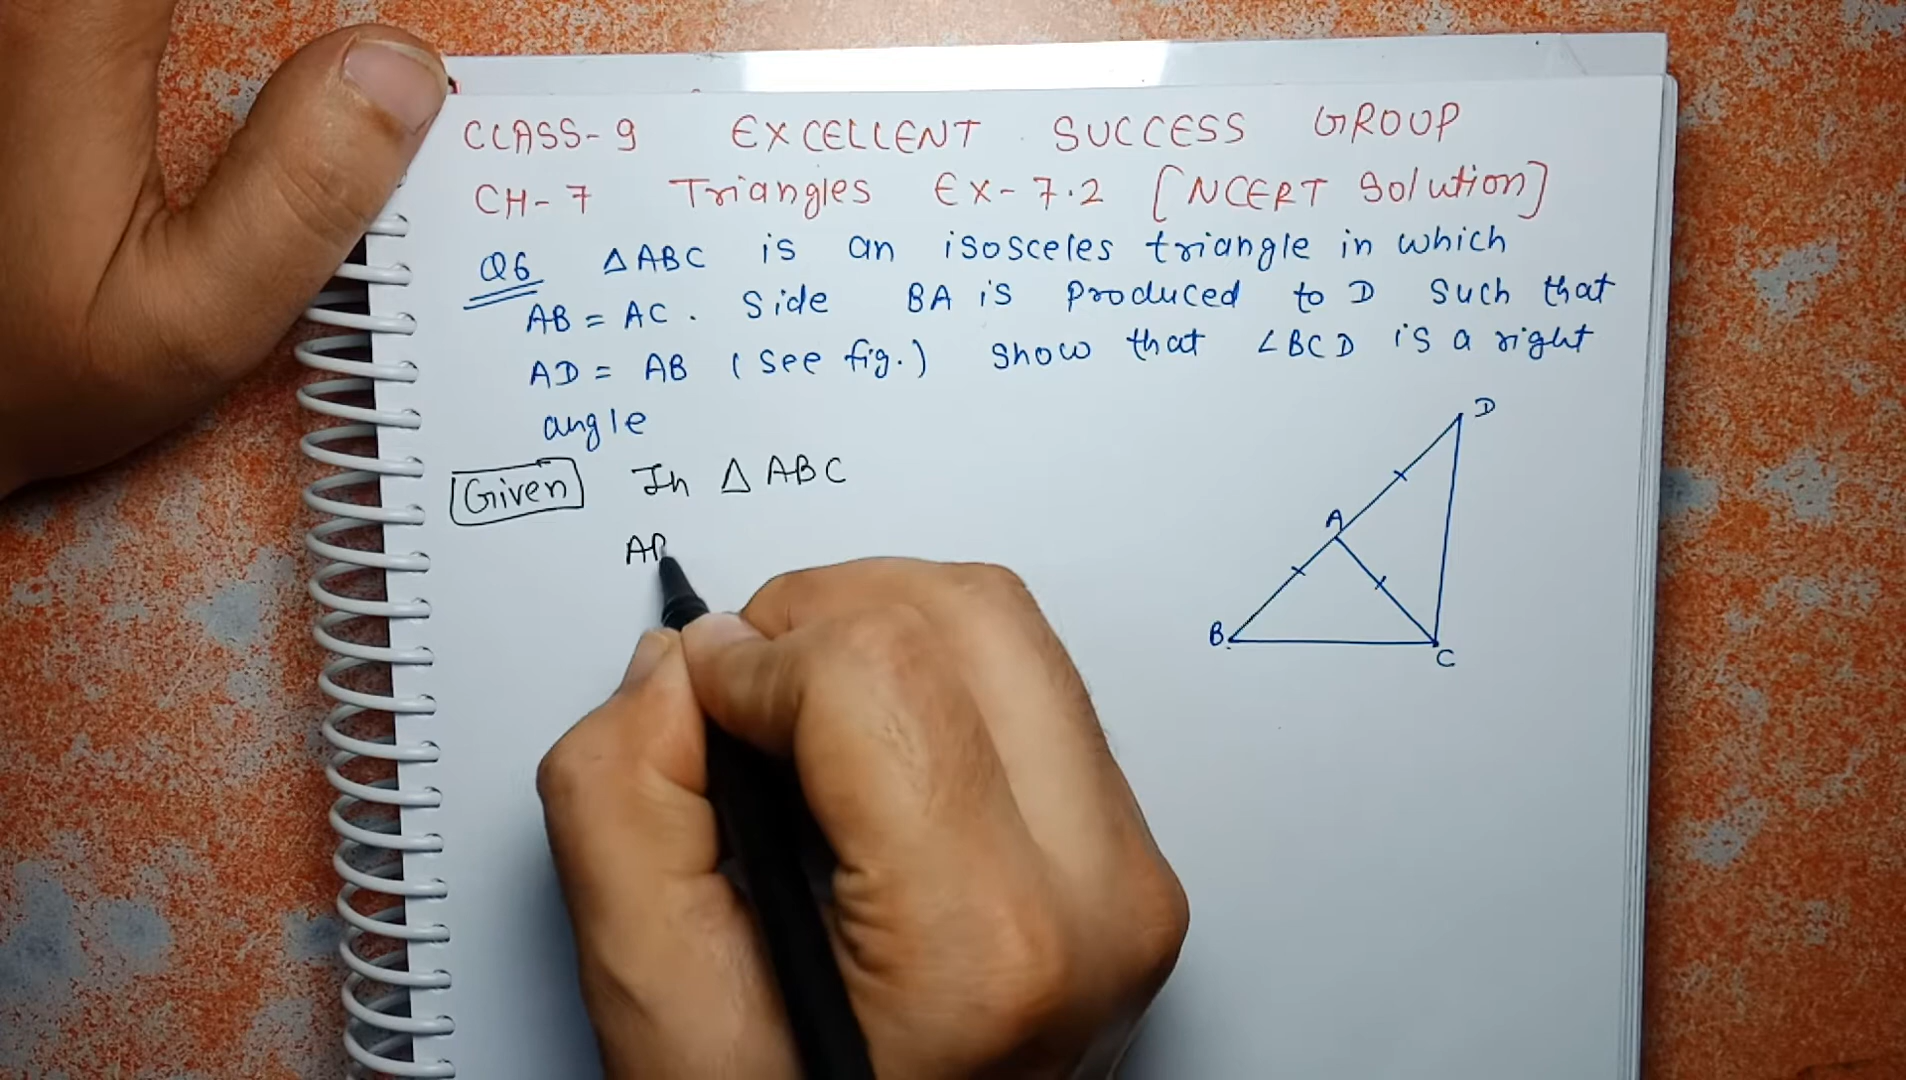 CLASS-9 EXCELLENT SUCCESS GROUP
CH-7 Triangles EX-7.2 [NCERT Solution]
Q6 △ABC is an isosceles triangle in which
AB = AC. Side BA is produced to D such that
AD = AB (see fig.) show that ∠BCD is a right
angle
Given In △ABC
D
A
B
C